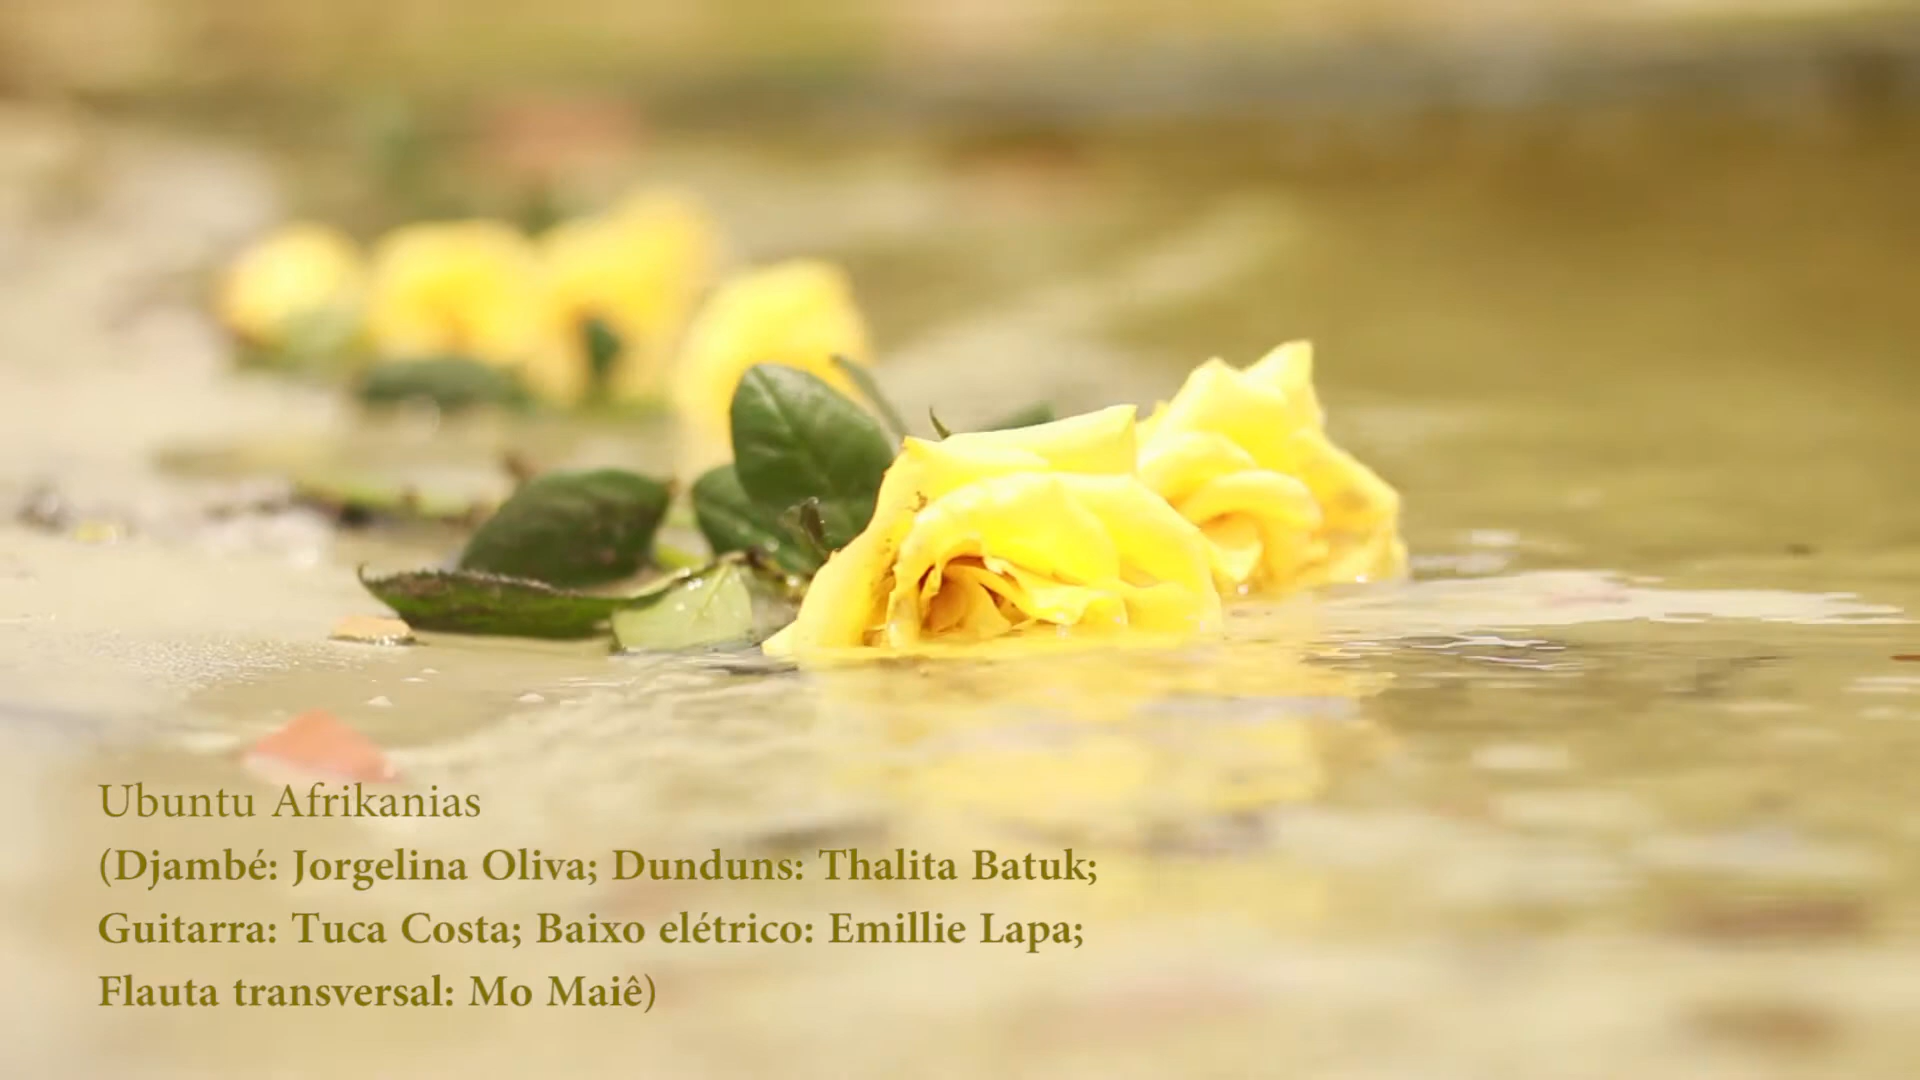 Ubuntu Afrikanias
(Djambé: Jorgelina Oliva; Dunduns: Thalita Batuk;
Guitarra: Tuca Costa; Baixo elétrico: Emillie Lapa;
Flauta transversal: Mo Maiê)